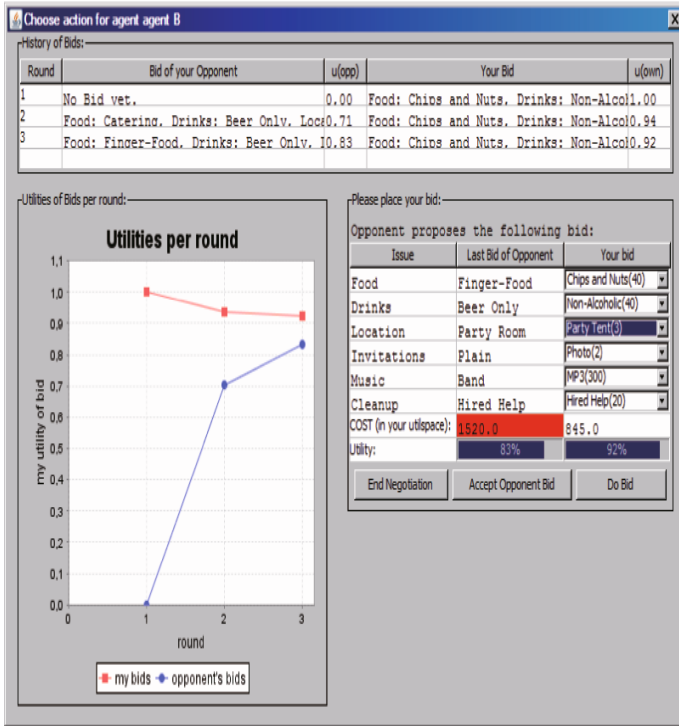 Choose action for agent agent B
X
History of Bids:
Round Bid of your Opponent u(opp) Your Bid u(own)
1 No Bid yet. 0.00 Food: Chips and Nuts, Drinks: Non-Alcol 1.00
2 Food: Catering, Drinks: Beer Only, Loca 0.71 Food: Chips and Nuts, Drinks: Non-Alcol 0.94
3 Food: Finger-Food, Drinks: Beer Only, I 0.83 Food: Chips and Nuts, Drinks: Non-Alcol 0.92
Utilities of Bids per round:
Utilities per round
my utility of bid
1,1
1,0
0,9
0,8
0,7
0,6
0,5
0,4
0,3
0,2
0,1
0,0
0 1 2 3
round
my bids opponent's bids
Please place your bid:
Opponent proposes the following bid:
Issue Last Bid of Opponent Your bid
Food Finger-Food Chips and Nuts(40)
Drinks Beer Only Non-Alcoholic(40)
Location Party Room Party Tent(3)
Invitations Plain Photo(2)
Music Band MP3(300)
Cleanup Hired Help Hired Help(20)
COST (in your utilspace): 1520.0 845.0
Utility: 83% 92%
End Negotiation Accept Opponent Bid Do Bid